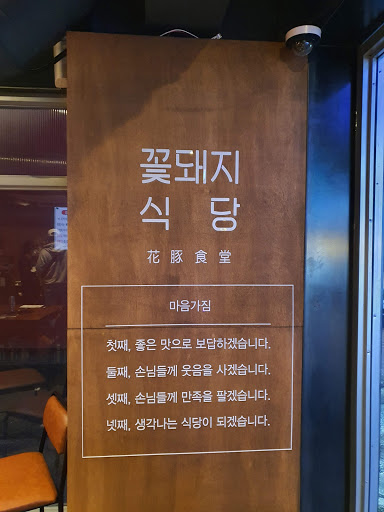 꽃돼지
식 당
花豚食堂
마음가짐
첫째, 좋은 맛으로 보답하겠습니다.
둘째, 손님들께 웃음을 사겠습니다.
셋째, 손님들께 만족을 팔겠습니다.
넷째, 생각나는 식당이 되겠습니다.